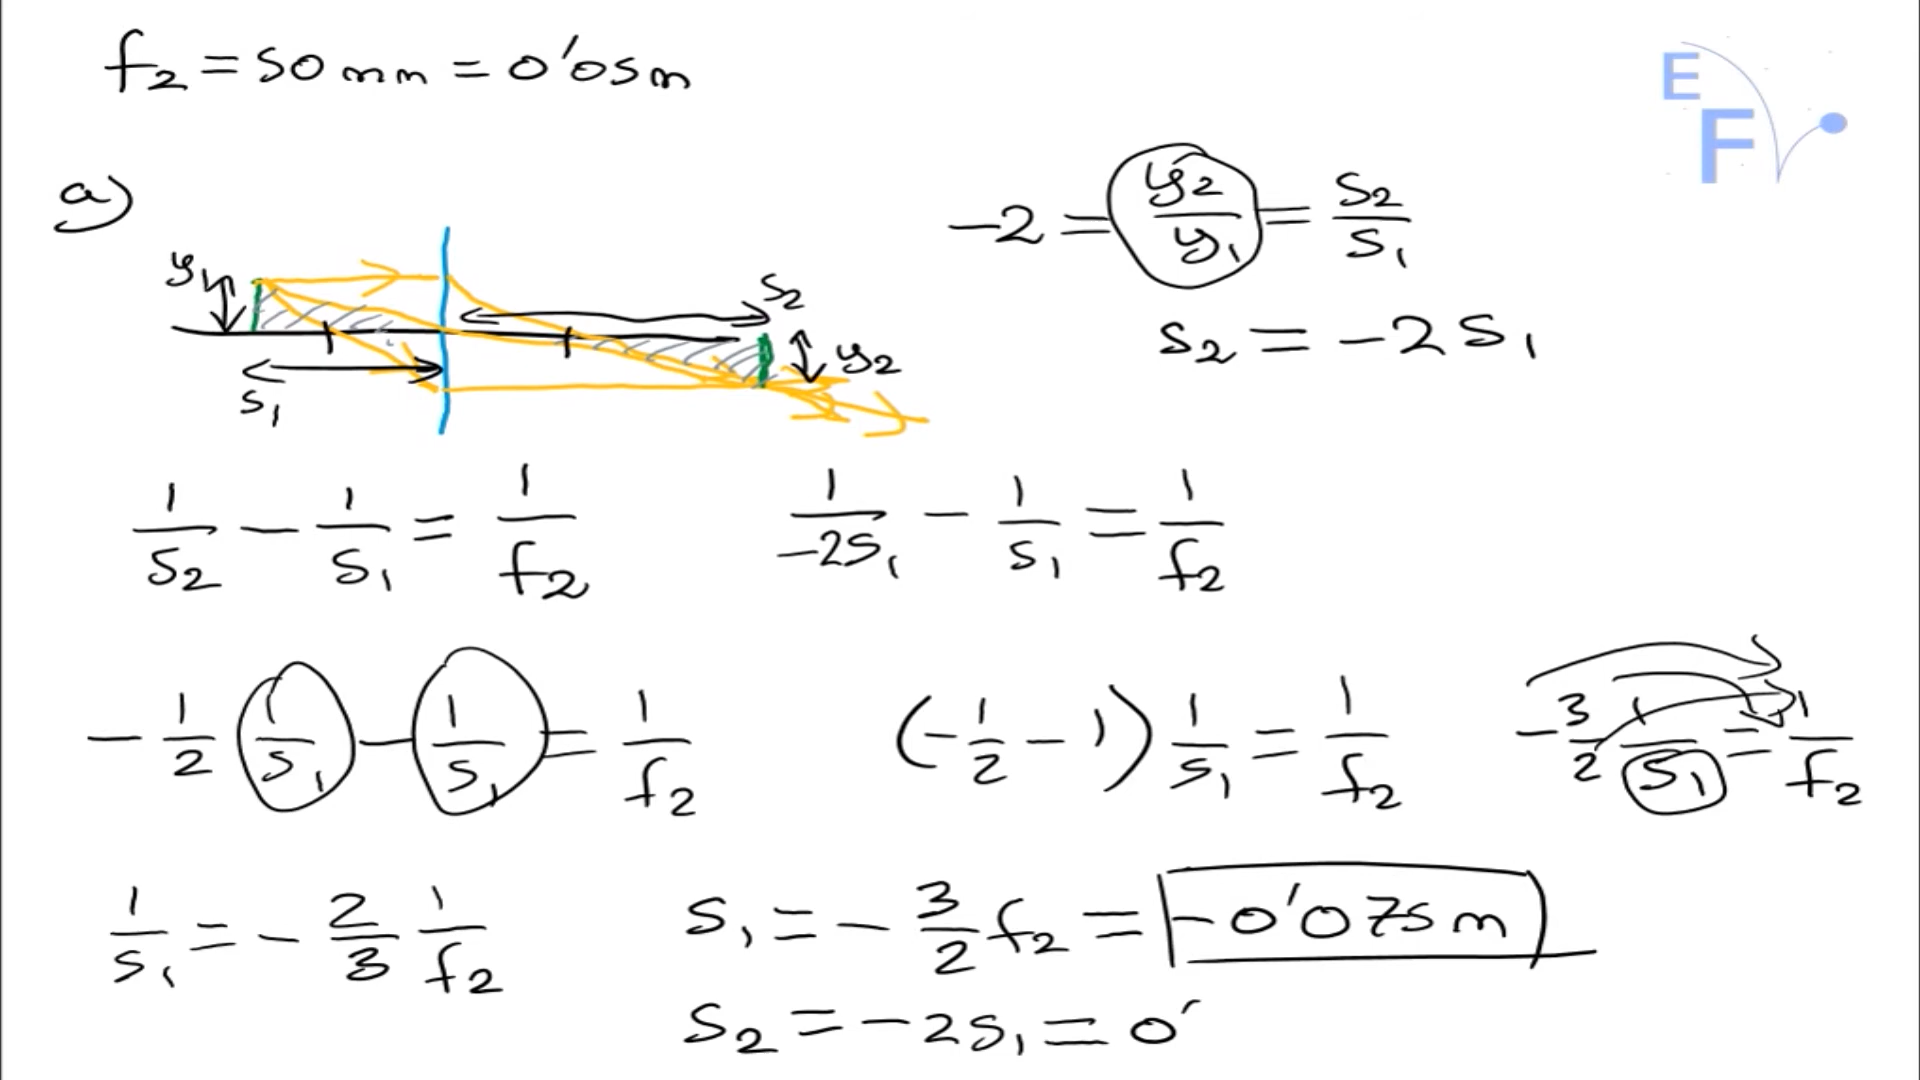 f₂ = 50 mm = 0'05 m
E
F
a)
y₁
s₁
s₂
y₂
-2 = y₂/y₁ = s₂/s₁
s₂ = -2 s₁
1/s₂ - 1/s₁ = 1/f₂
1/-2s₁ - 1/s₁ = 1/f₂
- 1/2 1/s₁ - 1/s₁ = 1/f₂
(- 1/2 - 1) 1/s₁ = 1/f₂
- 3/2 1/s₁ = 1/f₂
1/s₁ = - 2/3 1/f₂
s₁ = - 3/2 f₂ = -0'075 m
s₂ = -2s₁ = 0'